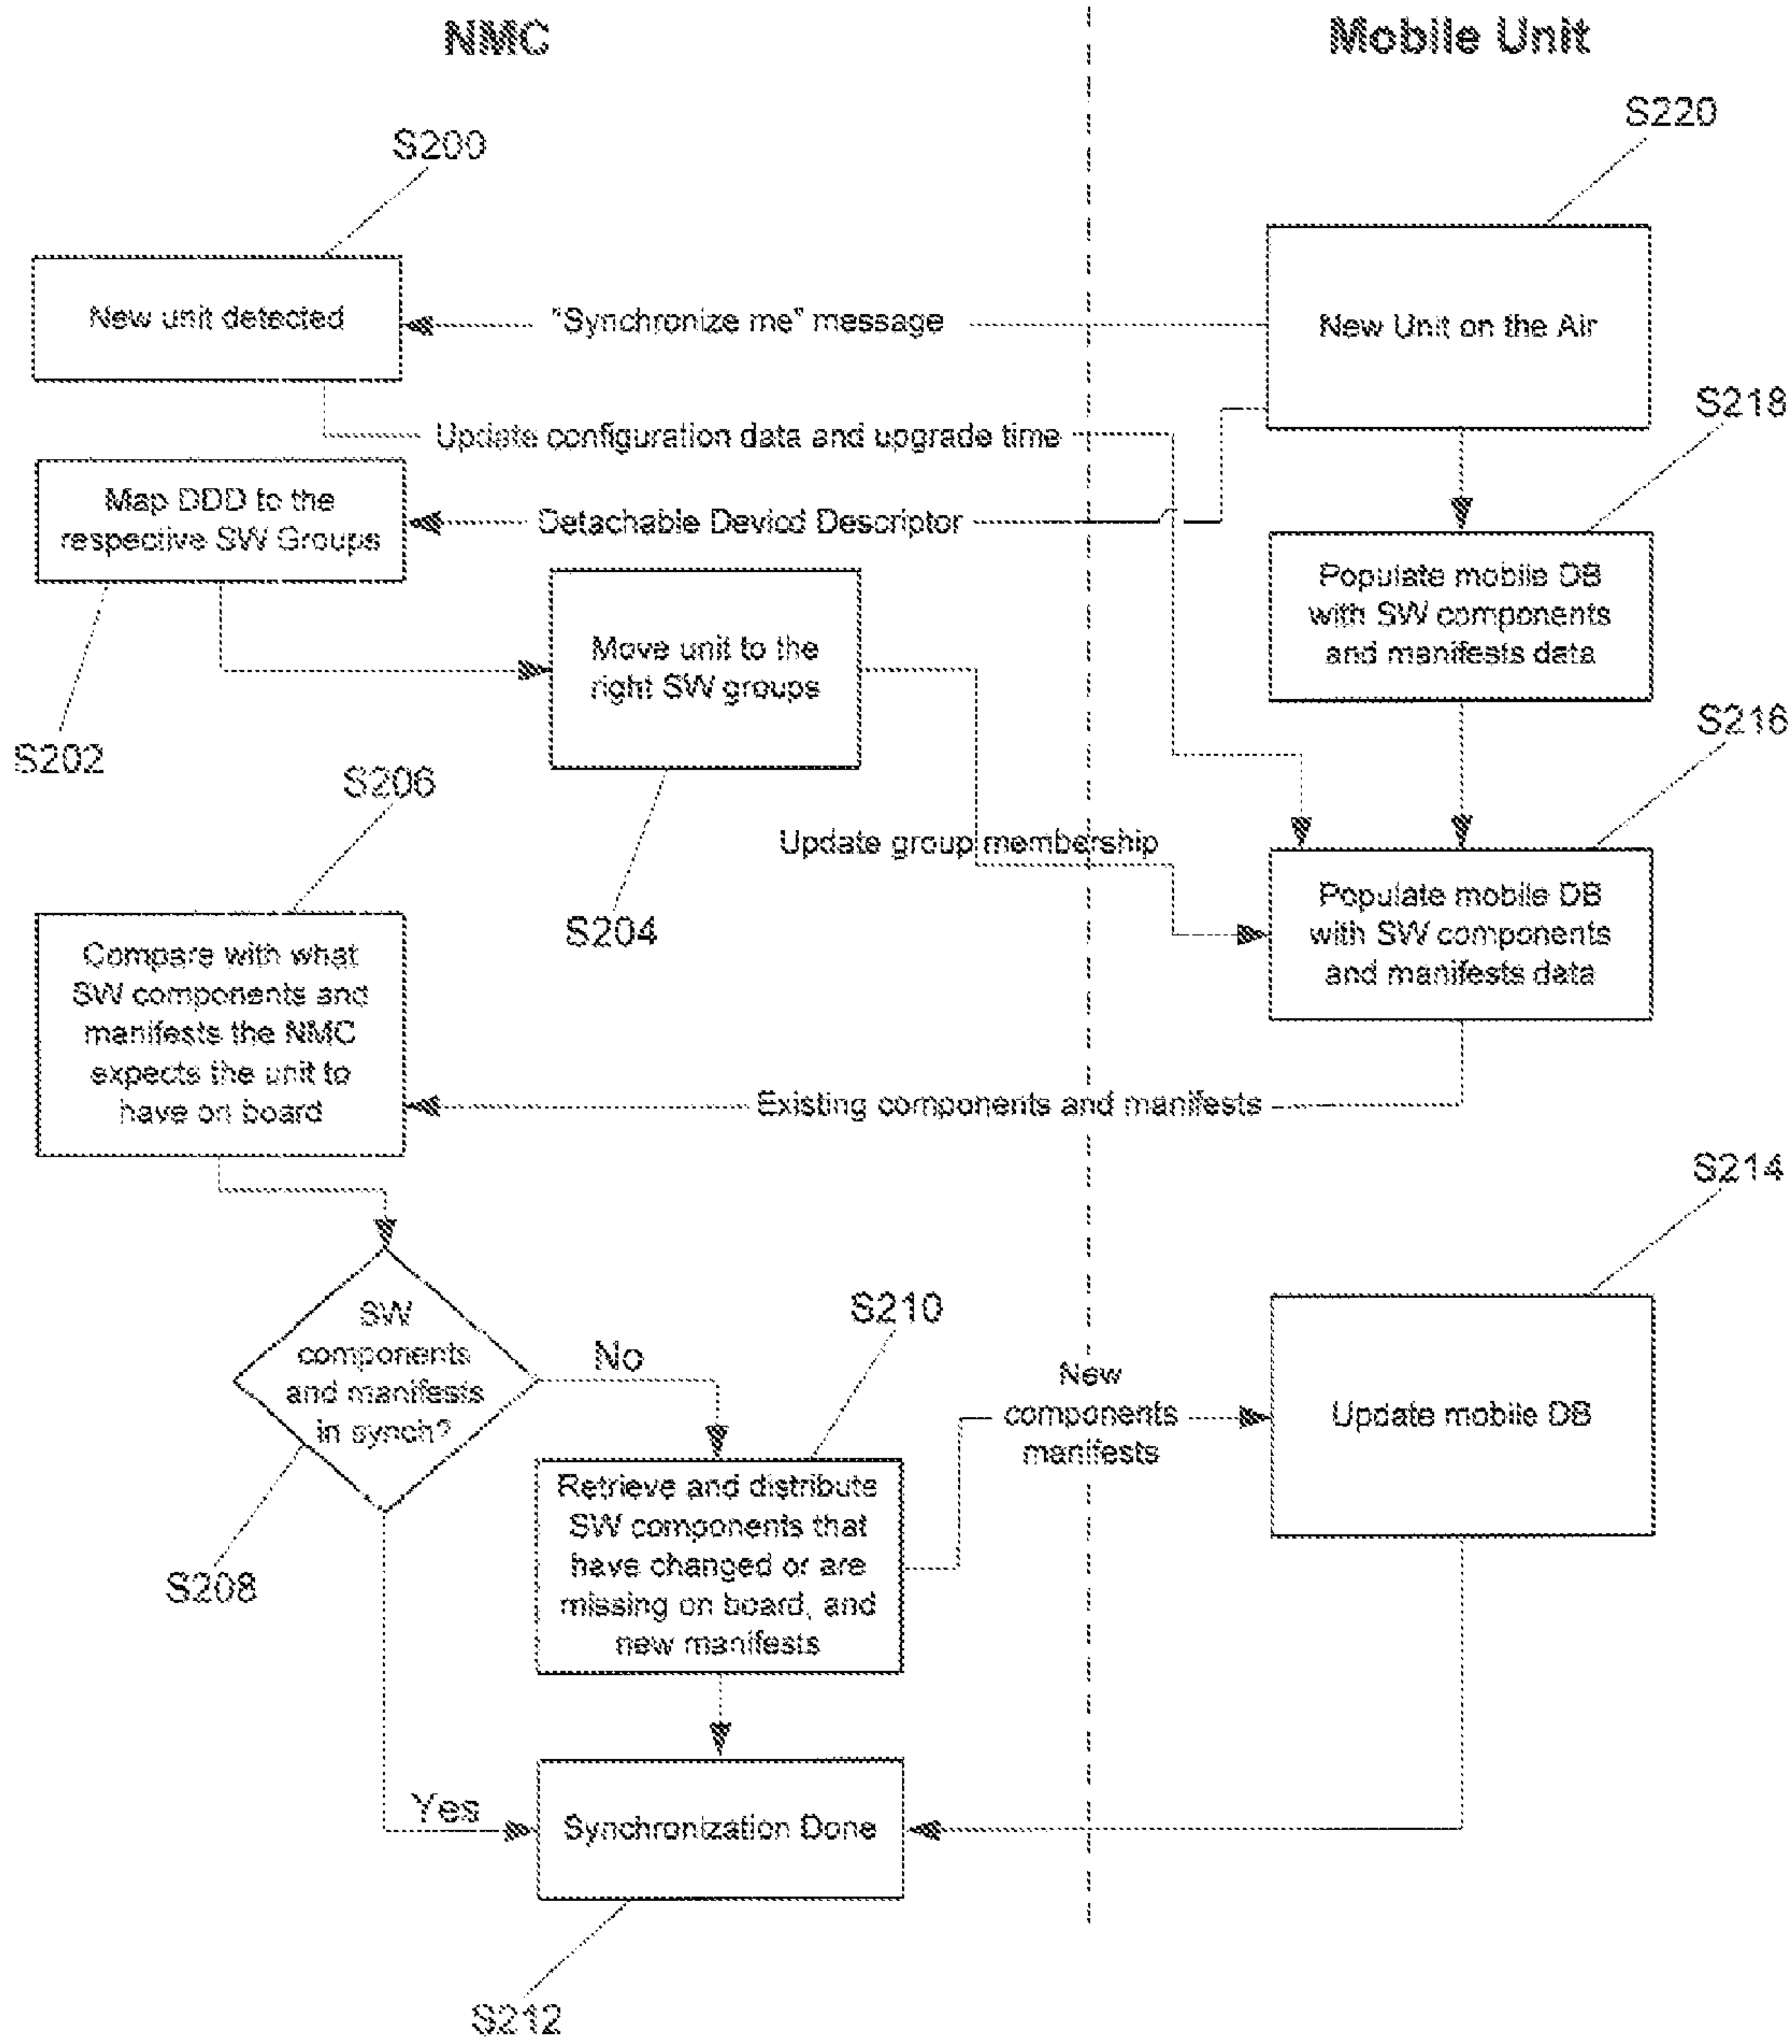 NMC
Mobile Unit
S220
S200
New unit detected
"Synchronize me" message
New Unit on the Air
S218
Update configuration data and upgrade time
Map DDD to the
respective SW Groups
Detachable Device Descriptor
Populate mobile DB
with SW components
and manifests data
Move unit to the
right SW groups
S202
S216
S206
Update group membership
Populate mobile DB
with SW components
and manifests data
S204
Compare with what
SW components and
manifests the NMC
expects the unit to
have on board
Existing components and manifests
S214
SW
components
and manifests
in synch?
No
S210
New
components
manifests
Update mobile DB
Retrieve and distribute
SW components that
have changed or are
missing on board, and
new manifests
S208
Yes
Synchronization Done
S212